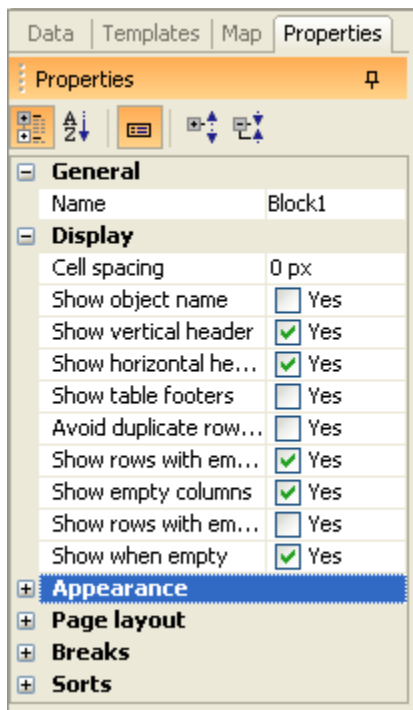 Data Templates Map Properties
Properties
General
Name Block1
Display
Cell spacing 0 px
Show object name Yes
Show vertical header Yes
Show horizontal he... Yes
Show table footers Yes
Avoid duplicate row... Yes
Show rows with em... Yes
Show empty columns Yes
Show rows with em... Yes
Show when empty Yes
Appearance
Page layout
Breaks
Sorts